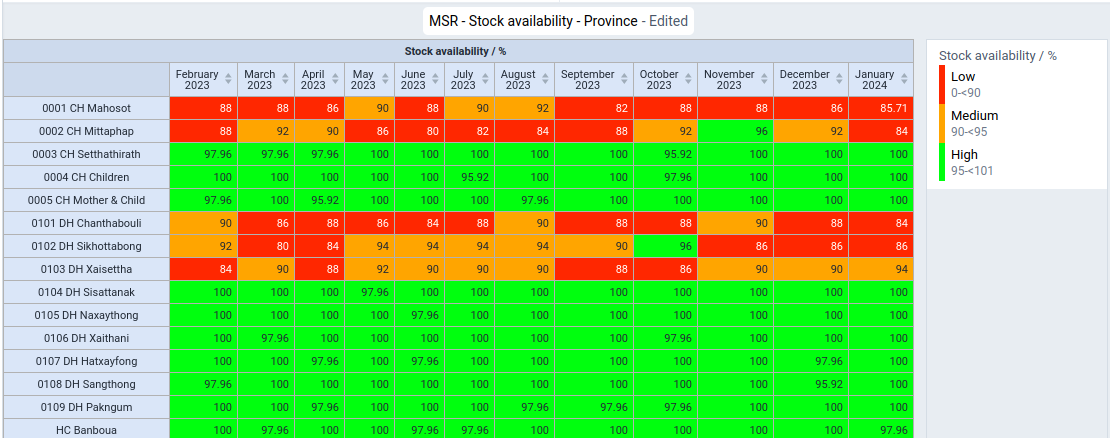 MSR - Stock availability - Province - Edited
Stock availability / %
February 2023 March 2023 April 2023 May 2023 June 2023 July 2023 August 2023 September 2023 October 2023 November 2023 December 2023 January 2024
0001 CH Mahosot 88 88 86 90 88 90 92 82 88 88 86 85.71
0002 CH Mittaphap 88 92 90 86 80 82 84 88 92 96 92 84
0003 CH Setthathirath 97.96 97.96 97.96 100 100 100 100 100 95.92 100 100 100
0004 CH Children 100 100 100 100 100 95.92 100 100 97.96 100 100 100
0005 CH Mother & Child 97.96 100 95.92 100 100 100 97.96 100 100 100 100 100
0101 DH Chanthabouli 90 86 88 86 84 88 90 88 88 90 88 84
0102 DH Sikhottabong 92 80 84 94 94 94 94 90 96 86 86 86
0103 DH Xaisettha 84 90 88 92 90 90 90 88 86 90 90 94
0104 DH Sisattanak 100 100 100 97.96 100 100 100 100 100 100 100 100
0105 DH Naxaythong 100 100 100 100 97.96 100 100 100 100 100 100 100
0106 DH Xaithani 100 97.96 100 100 100 100 100 100 97.96 100 100 100
0107 DH Hatxayfong 100 100 97.96 100 97.96 100 100 100 100 100 97.96 100
0108 DH Sangthong 97.96 100 100 100 100 100 100 100 100 100 95.92 100
0109 DH Pakngum 100 100 97.96 100 100 100 97.96 97.96 97.96 100 100 100
HC Banboua 100 97.96 100 100 97.96 97.96 100 100 100 100 100 97.96
Stock availability / %
Low
0-<90
Medium
90-<95
High
95-<101